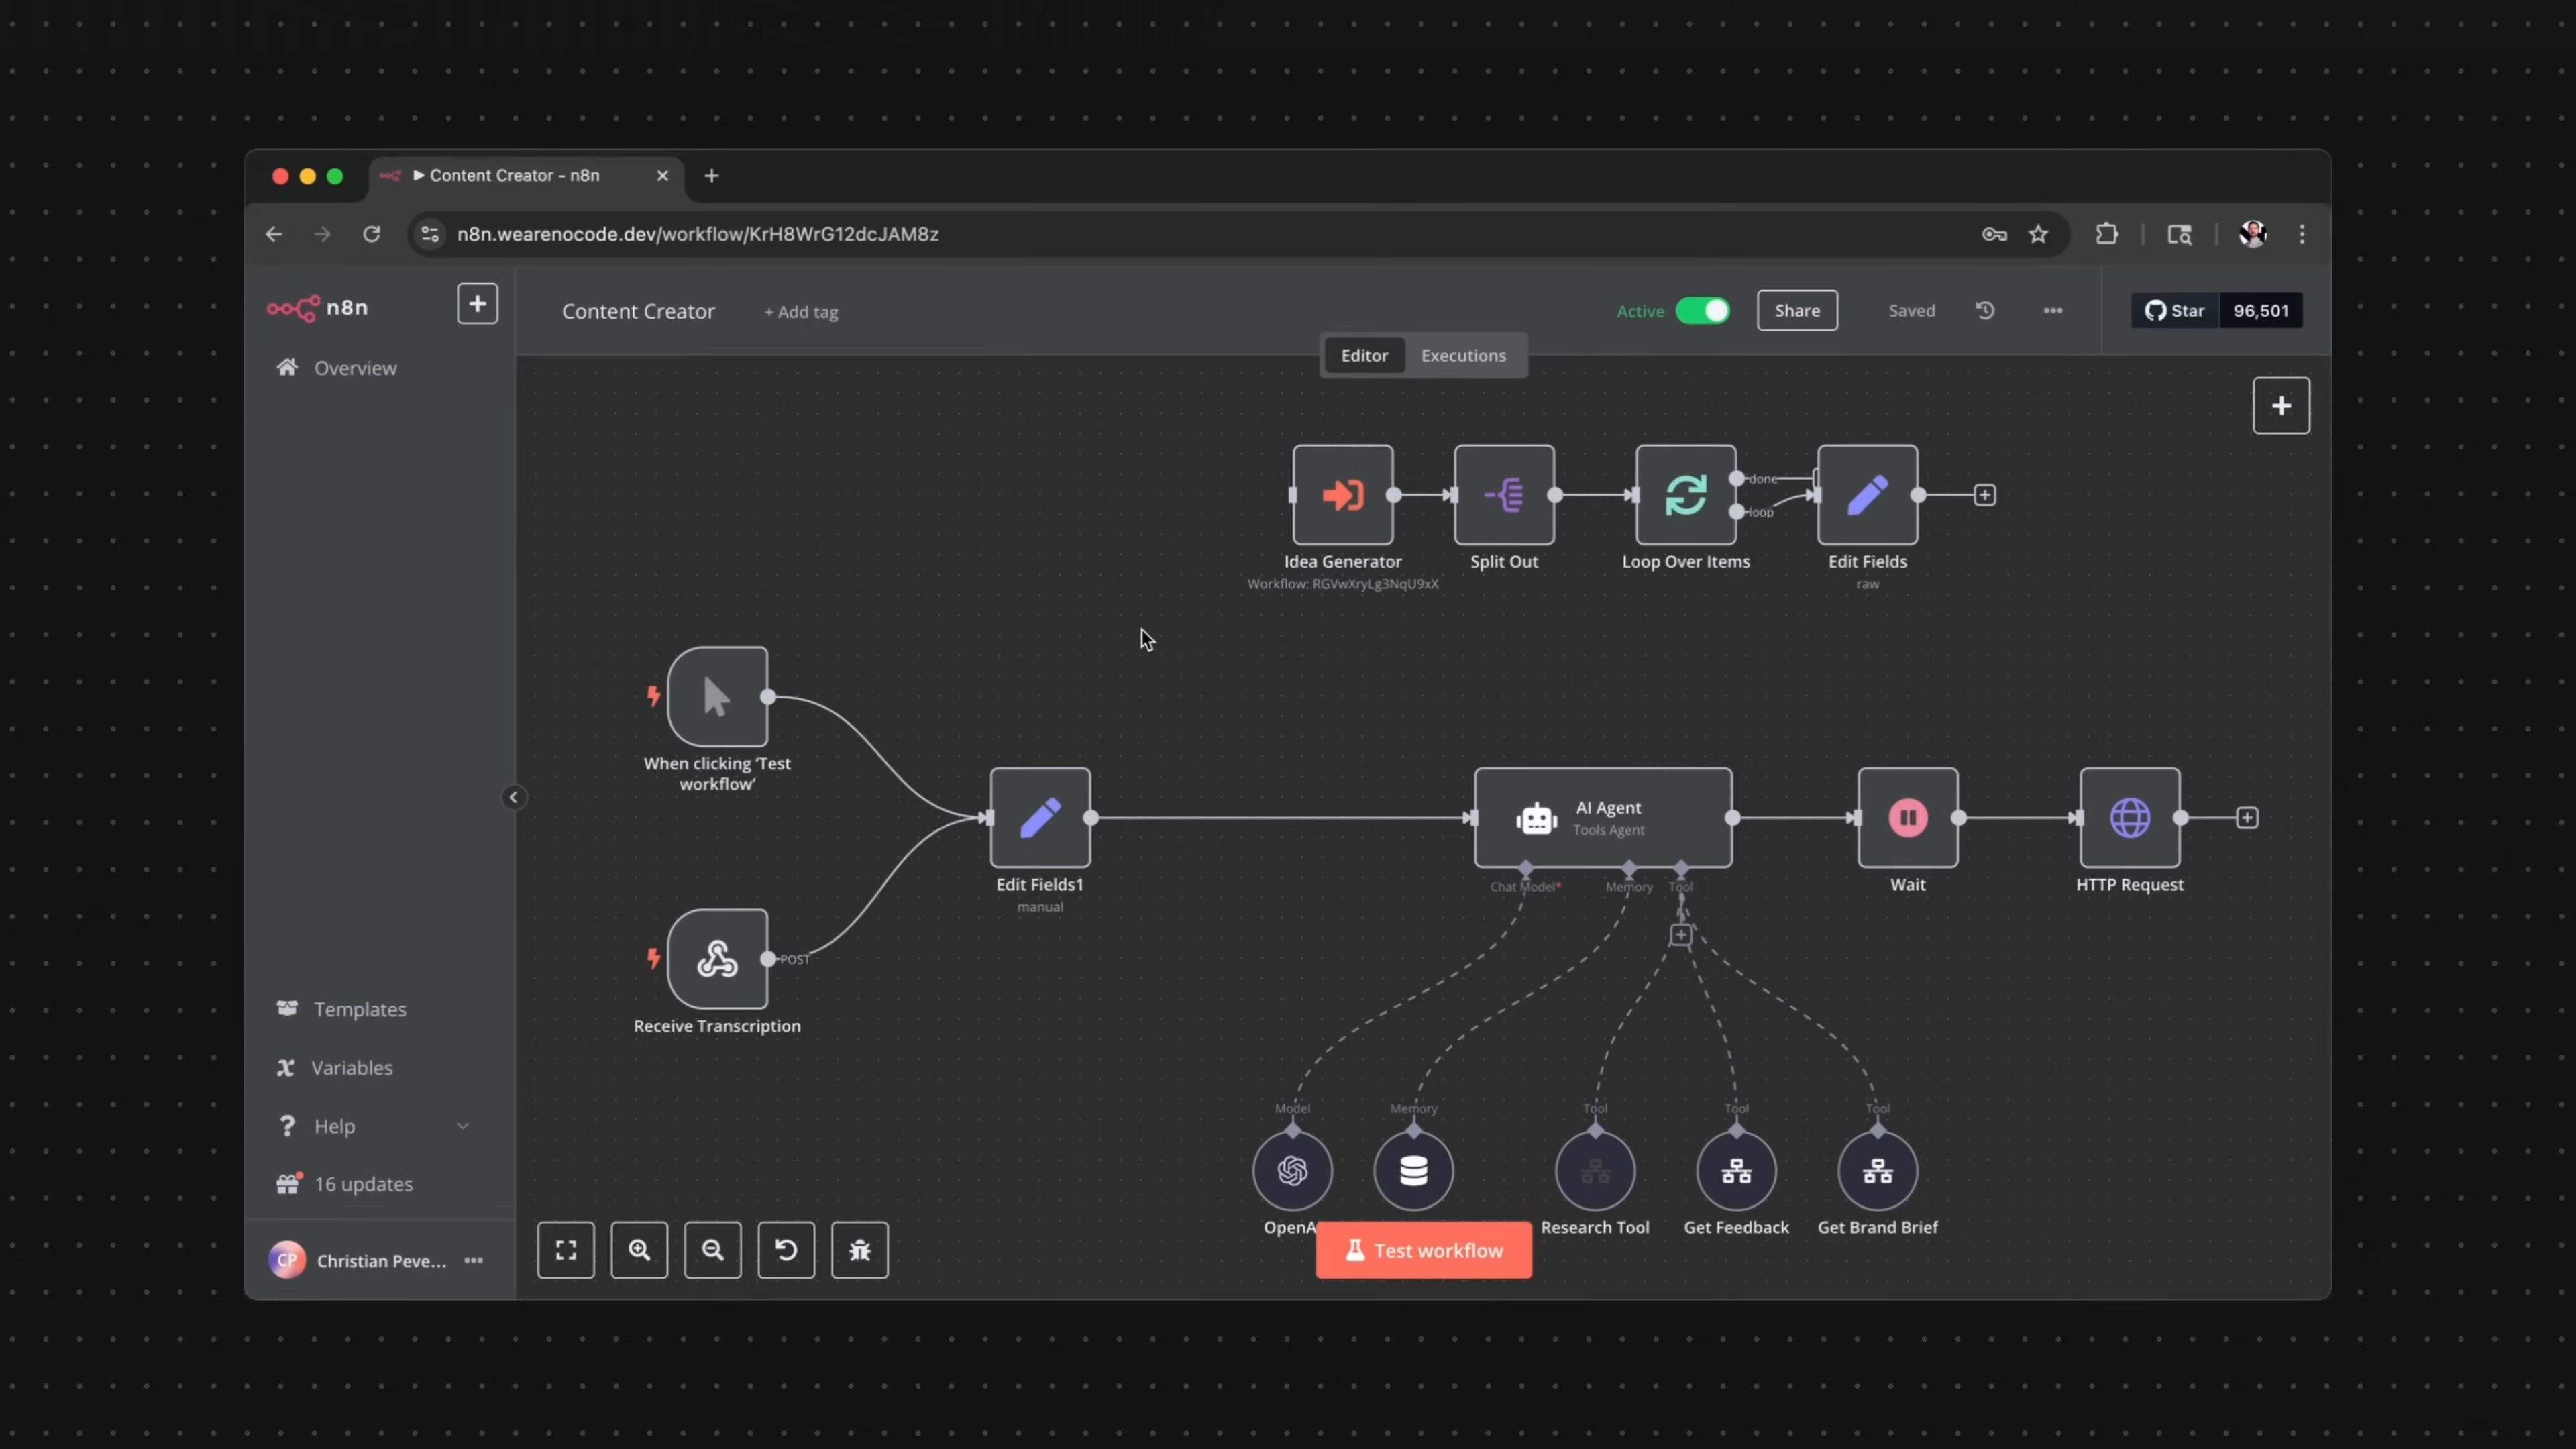 Content Creator - n8n
n8n.wearenocode.dev/workflow/KrH8WrG12dcJAM8z
n8n
Content Creator
+ Add tag
Active
Share
Saved
Star
96,501
Overview
Editor
Executions
done
loop
Idea Generator
Split Out
Loop Over Items
Edit Fields
Workflow: RGVwXryLg3NqU9xX
raw
When clicking ‘Test
workflow’
AI Agent
Tools Agent
Edit Fields1
manual
Chat Model*
Memory
Tool
Wait
HTTP Request
POST
Receive Transcription
Templates
Variables
Help
16 updates
Model
Memory
Tool
Tool
Tool
OpenA
Research Tool
Get Feedback
Get Brand Brief
Test workflow
CP
Christian Peve...